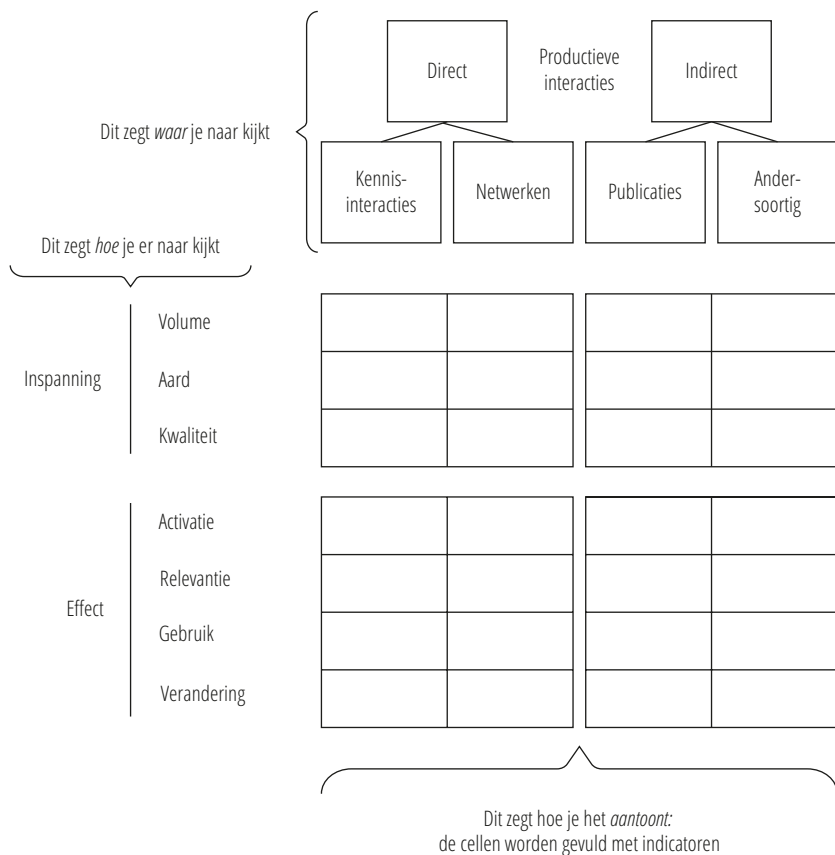 Direct
Productieve
interacties
Indirect
Dit zegt waar je naar kijkt
Kennis-
interacties
Netwerken
Publicaties
Ander-
soortig
Dit zegt hoe je er naar kijkt
Inspanning
Volume
Aard
Kwaliteit
Effect
Activatie
Relevantie
Gebruik
Verandering
Dit zegt hoe je het aantoont:
de cellen worden gevuld met indicatoren